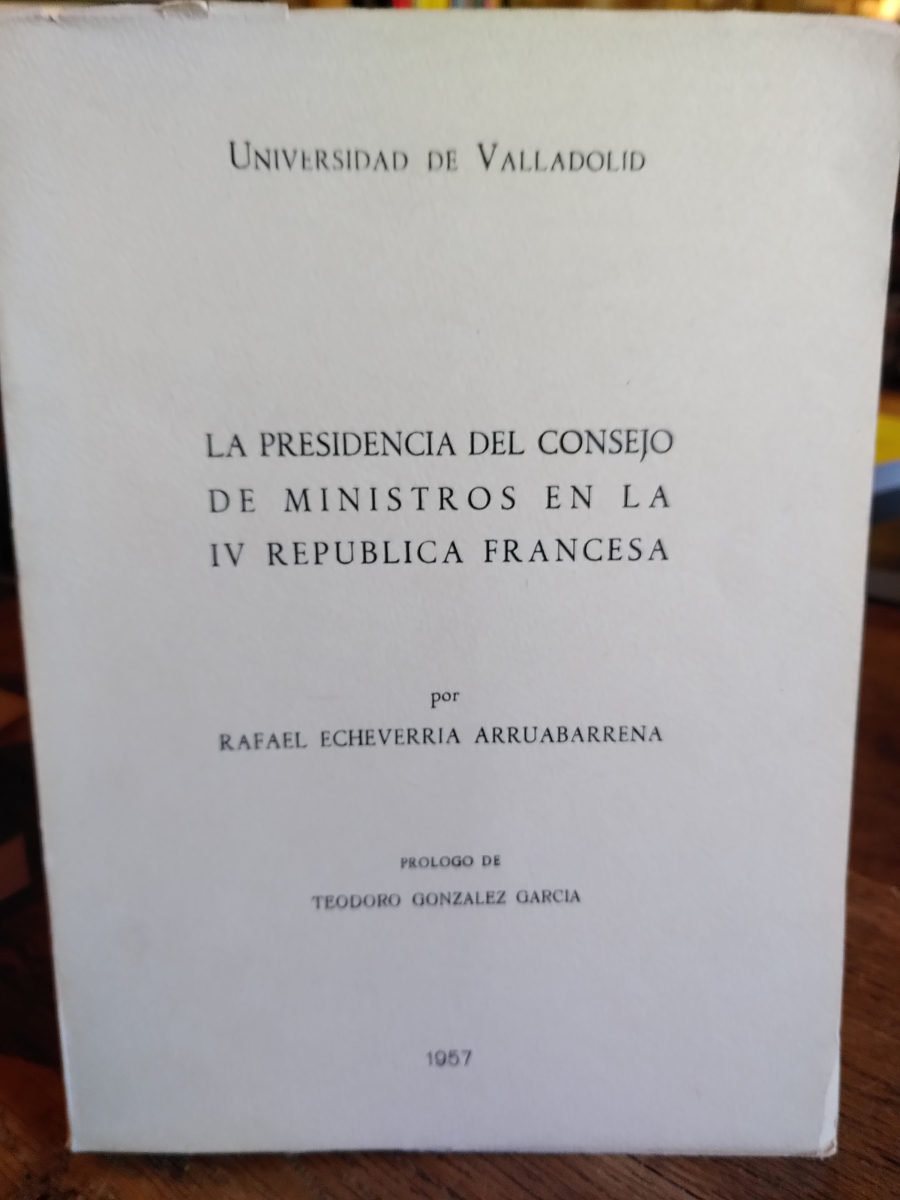 UNIVERSIDAD DE VALLADOLID
LA PRESIDENCIA DEL CONSEJO
DE MINISTROS EN LA
IV REPUBLICA FRANCESA
por
RAFAEL ECHEVERRIA ARRUABARRENA
PROLOGO DE
TEODORO GONZALEZ GARCIA
1957